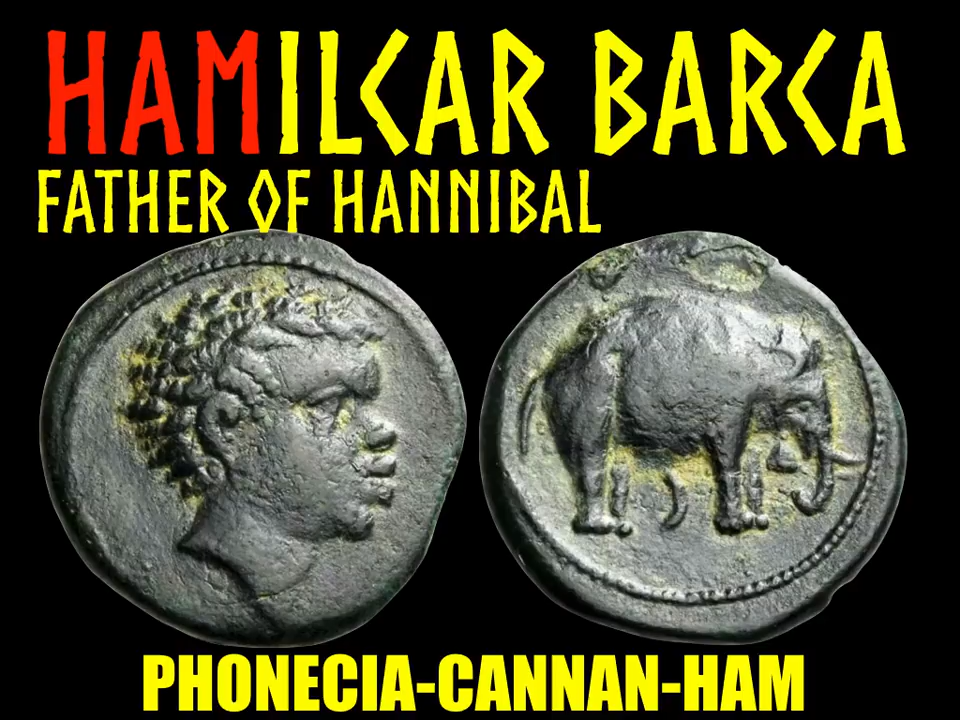 HAMILCAR BARCA
FATHER OF HANNIBAL
PHONECIA-CANNAN-HAM